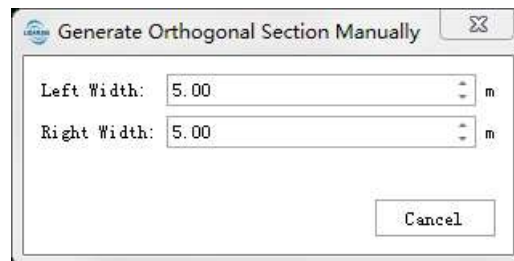 Generate Orthogonal Section Manually
Left Width: 5.00 m
Right Width: 5.00 m
Cancel